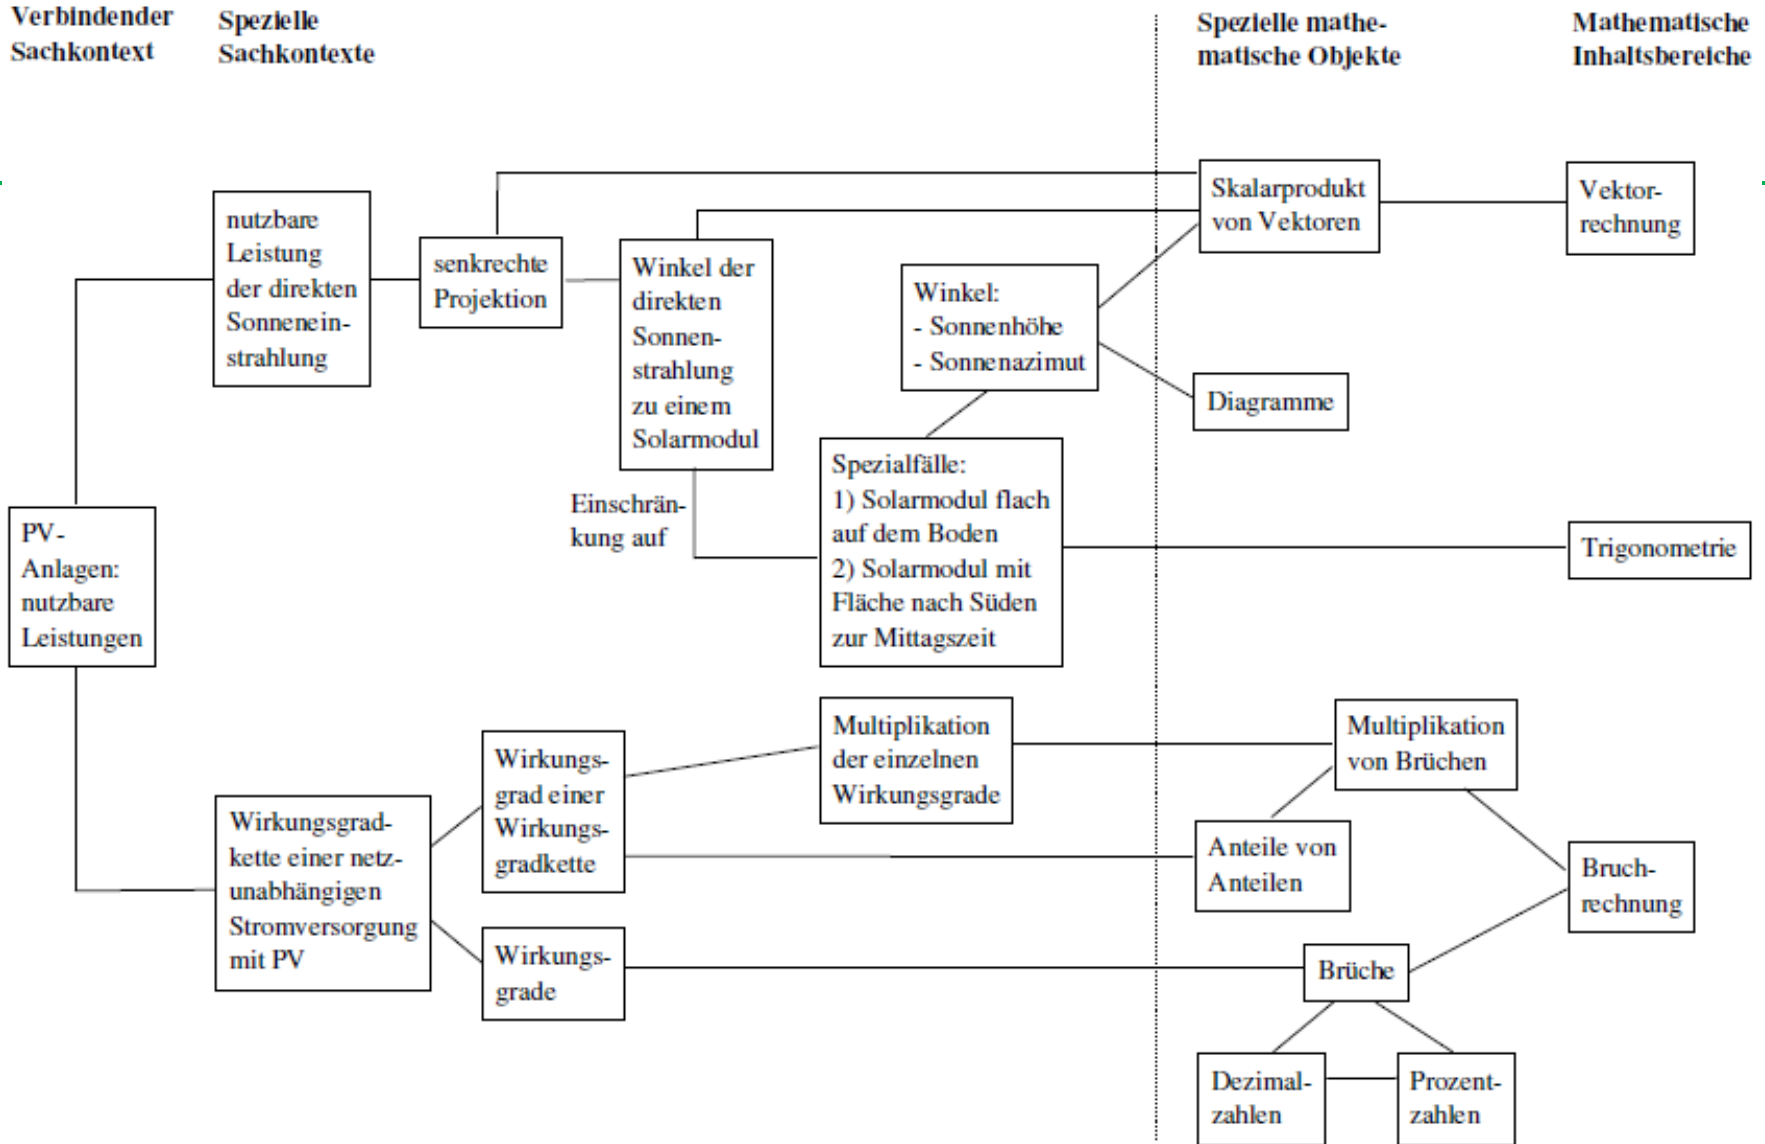 Verbindender
Sachkontext
Spezielle
Sachkontexte
Spezielle mathe-
matische Objekte
Mathematische
Inhaltsbereiche
PV-
Anlagen:
nutzbare
Leistungen
nutzbare
Leistung
der direkten
Sonnenein-
strahlung
senkrechte
Projektion
Winkel der
direkten
Sonnen-
strahlung
zu einem
Solarmodul
Einschrän-
kung auf
Winkel:
- Sonnenhöhe
- Sonnenazimut
Spezialfälle:
1) Solarmodul flach
auf dem Boden
2) Solarmodul mit
Fläche nach Süden
zur Mittagszeit
Skalarprodukt
von Vektoren
Vektor-
rechnung
Diagramme
Trigonometrie
Wirkungsgrad-
kette einer netz-
unabhängigen
Stromversorgung
mit PV
Wirkungs-
grad einer
Wirkungs-
gradkette
Wirkungs-
grade
Multiplikation
der einzelnen
Wirkungsgrade
Multiplikation
von Brüchen
Anteile von
Anteilen
Bruch-
rechnung
Brüche
Dezimal-
zahlen
Prozent-
zahlen